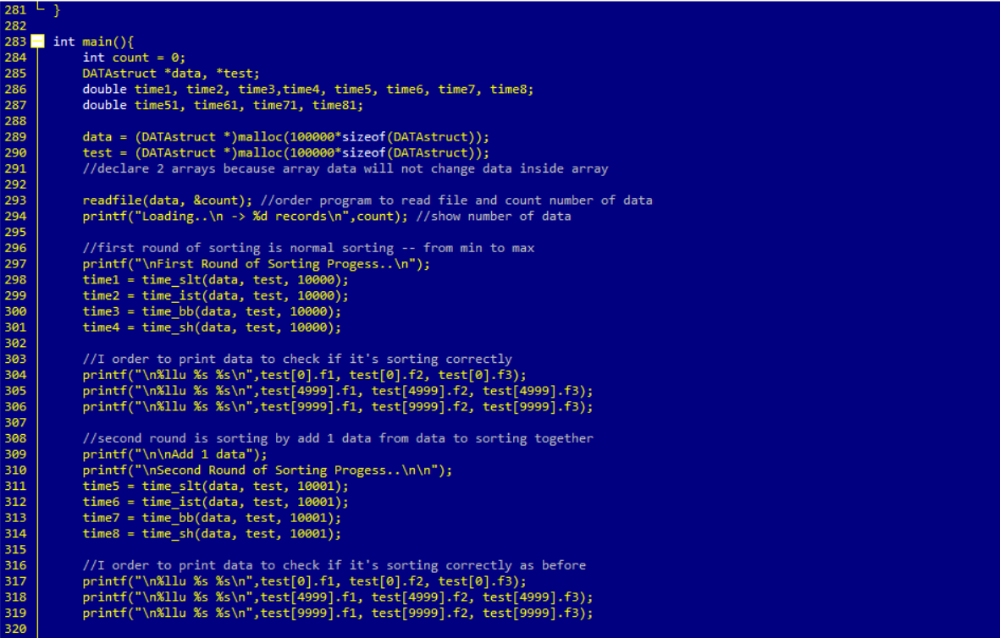 281 }
282
283 int main(){
284 int count = 0;
285 DATAstruct *data, *test;
286 double time1, time2, time3,time4, time5, time6, time7, time8;
287 double time51, time61, time71, time81;
288
289 data = (DATAstruct *)malloc(100000*sizeof(DATAstruct));
290 test = (DATAstruct *)malloc(100000*sizeof(DATAstruct));
291 //declare 2 arrays because array data will not change data inside array
292
293 readfile(data, &count); //order program to read file and count number of data
294 printf("Loading..\n -> %d records\n",count); //show number of data
295
296 //first round of sorting is normal sorting -- from min to max
297 printf("\nFirst Round of Sorting Progess..\n");
298 time1 = time_slt(data, test, 10000);
299 time2 = time_ist(data, test, 10000);
300 time3 = time_bb(data, test, 10000);
301 time4 = time_sh(data, test, 10000);
302
303 //I order to print data to check if it's sorting correctly
304 printf("\n%llu %s %s\n",test[0].f1, test[0].f2, test[0].f3);
305 printf("\n%llu %s %s\n",test[4999].f1, test[4999].f2, test[4999].f3);
306 printf("\n%llu %s %s\n",test[9999].f1, test[9999].f2, test[9999].f3);
307
308 //second round is sorting by add 1 data from data to sorting together
309 printf("\n\nAdd 1 data");
310 printf("\nSecond Round of Sorting Progess..\n\n");
311 time5 = time_slt(data, test, 10001);
312 time6 = time_ist(data, test, 10001);
313 time7 = time_bb(data, test, 10001);
314 time8 = time_sh(data, test, 10001);
315
316 //I order to print data to check if it's sorting correctly as before
317 printf("\n%llu %s %s\n",test[0].f1, test[0].f2, test[0].f3);
318 printf("\n%llu %s %s\n",test[4999].f1, test[4999].f2, test[4999].f3);
319 printf("\n%llu %s %s\n",test[9999].f1, test[9999].f2, test[9999].f3);
320